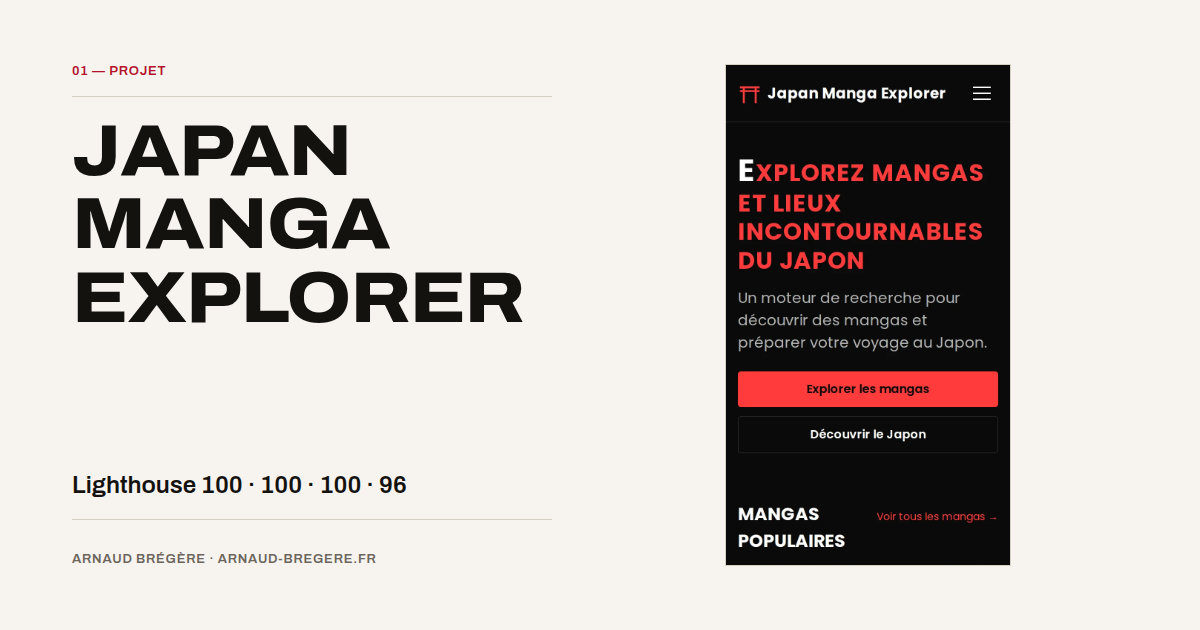 01 — PROJET
JAPAN
MANGA
EXPLORER
Lighthouse 100 · 100 · 100 · 96
ARNAUD BRÉGÈRE · ARNAUD-BREGERE.FR
Japan Manga Explorer
EXPLOREZ MANGAS
ET LIEUX
INCONTOURNABLES
DU JAPON
Un moteur de recherche pour
découvrir des mangas et
préparer votre voyage au Japon.
Explorer les mangas
Découvrir le Japon
MANGAS
POPULAIRES
Voir tous les mangas →